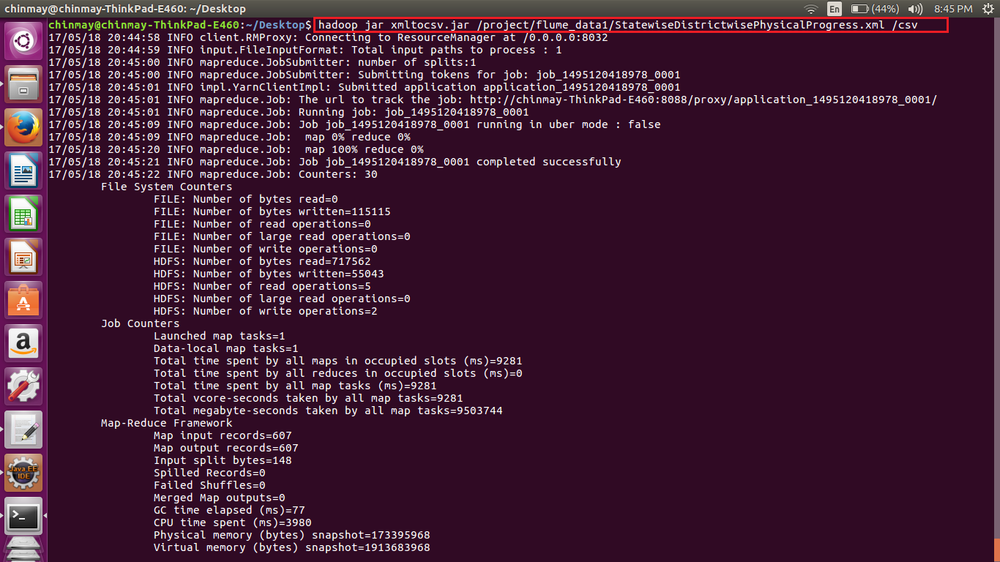 chinmay@chinmay-ThinkPad-E460: ~/Desktop
En
(44%)
8:45 PM
chinmay@chinmay-ThinkPad-E460:~/Desktop$ hadoop jar xmltocsv.jar /project/flume_data1/StatewiseDistrictwisePhysicalProgress.xml /csv
17/05/18 20:44:58 INFO client.RMProxy: Connecting to ResourceManager at /0.0.0.0:8032
17/05/18 20:44:59 INFO input.FileInputFormat: Total input paths to process : 1
17/05/18 20:45:00 INFO mapreduce.JobSubmitter: number of splits:1
17/05/18 20:45:00 INFO mapreduce.JobSubmitter: Submitting tokens for job: job_1495120418978_0001
17/05/18 20:45:01 INFO impl.YarnClientImpl: Submitted application application_1495120418978_0001
17/05/18 20:45:01 INFO mapreduce.Job: The url to track the job: http://chinmay-ThinkPad-E460:8088/proxy/application_1495120418978_0001/
17/05/18 20:45:01 INFO mapreduce.Job: Running job: job_1495120418978_0001
17/05/18 20:45:09 INFO mapreduce.Job: Job job_1495120418978_0001 running in uber mode : false
17/05/18 20:45:09 INFO mapreduce.Job:  map 0% reduce 0%
17/05/18 20:45:20 INFO mapreduce.Job:  map 100% reduce 0%
17/05/18 20:45:21 INFO mapreduce.Job: Job job_1495120418978_0001 completed successfully
17/05/18 20:45:22 INFO mapreduce.Job: Counters: 30
File System Counters
FILE: Number of bytes read=0
FILE: Number of bytes written=115115
FILE: Number of read operations=0
FILE: Number of large read operations=0
FILE: Number of write operations=0
HDFS: Number of bytes read=717562
HDFS: Number of bytes written=55043
HDFS: Number of read operations=5
HDFS: Number of large read operations=0
HDFS: Number of write operations=2
Job Counters
Launched map tasks=1
Data-local map tasks=1
Total time spent by all maps in occupied slots (ms)=9281
Total time spent by all reduces in occupied slots (ms)=0
Total time spent by all map tasks (ms)=9281
Total vcore-seconds taken by all map tasks=9281
Total megabyte-seconds taken by all map tasks=9503744
Map-Reduce Framework
Map input records=607
Map output records=607
Input split bytes=148
Spilled Records=0
Failed Shuffles=0
Merged Map outputs=0
GC time elapsed (ms)=77
CPU time spent (ms)=3980
Physical memory (bytes) snapshot=173395968
Virtual memory (bytes) snapshot=1913683968
Java EE
IDE